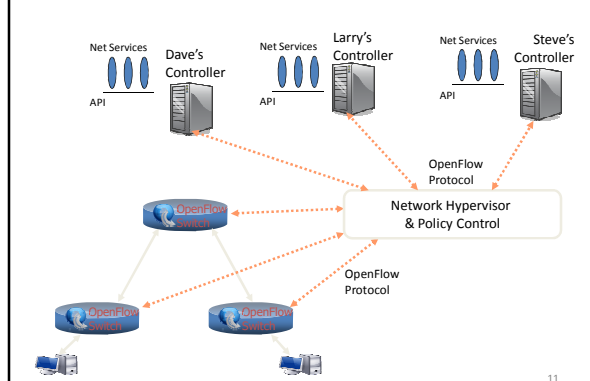 Net Services
Dave's
Controller
API
Net Services
Larry's
Controller
API
Net Services
Steve's
Controller
API
OpenFlow
Protocol
Network Hypervisor
& Policy Control
OpenFlow
Switch
OpenFlow
Protocol
OpenFlow
Switch
OpenFlow
Switch
11